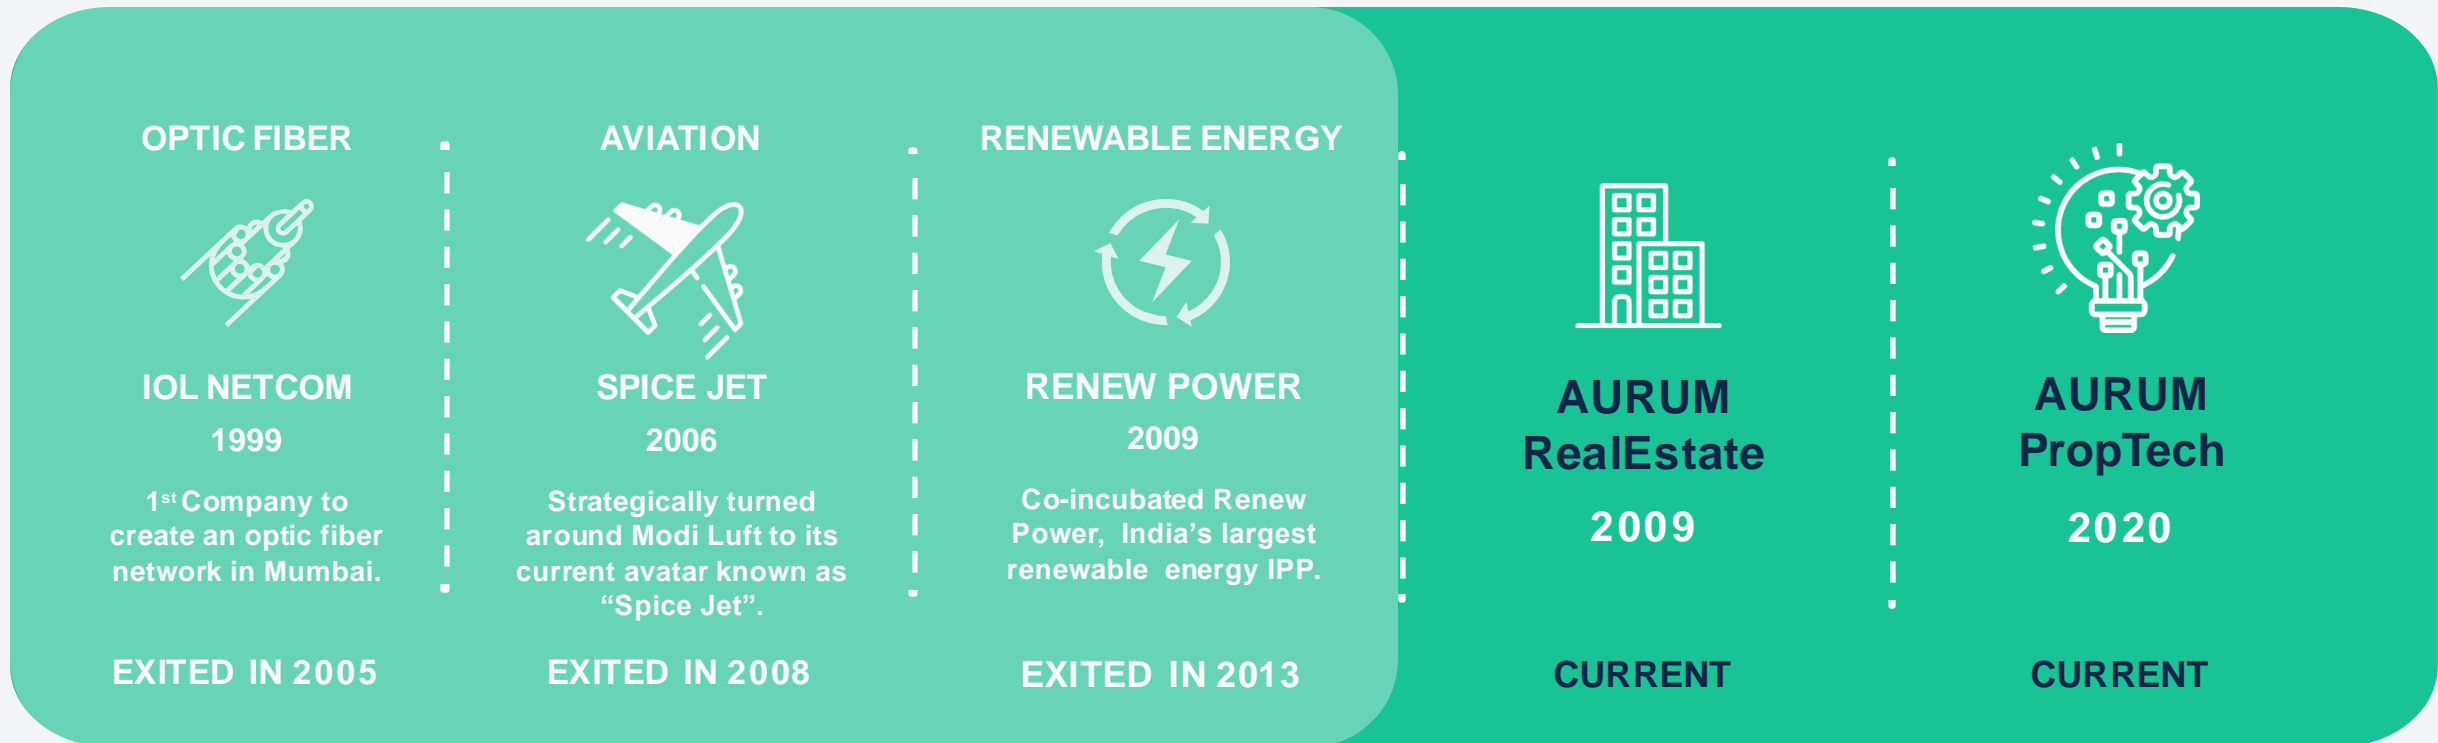 OPTIC FIBER
IOL NETCOM
1999
1st Company to
create an optic fiber
network in Mumbai.
EXITED IN 2005
AVIATION
SPICE JET
2006
Strategically turned
around Modi Luft to its
current avatar known as
“Spice Jet”.
EXITED IN 2008
RENEWABLE ENERGY
RENEW POWER
2009
Co-incubated Renew
Power, India’s largest
renewable energy IPP.
EXITED IN 2013
AURUM
RealEstate
2009
CURRENT
AURUM
PropTech
2020
CURRENT